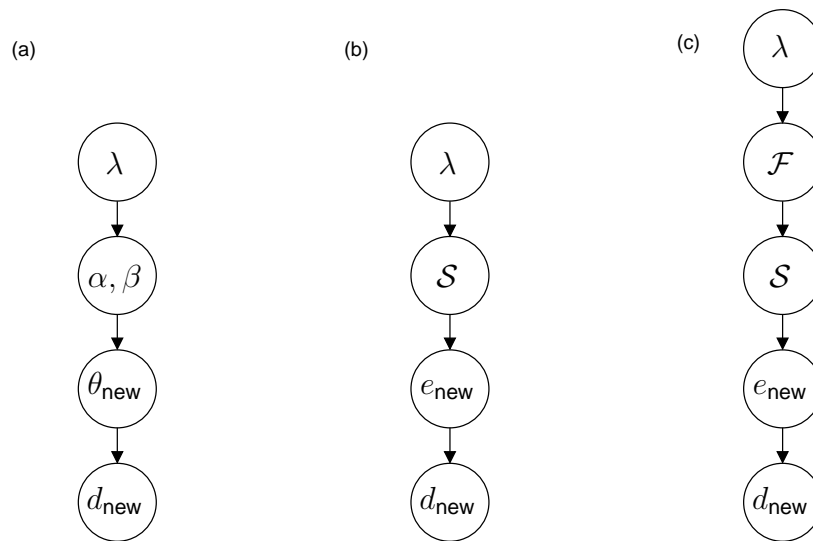 (a)
λ
α, β
θnew
dnew
(b)
λ
𝒮
enew
dnew
(c)
λ
ℱ
𝒮
enew
dnew